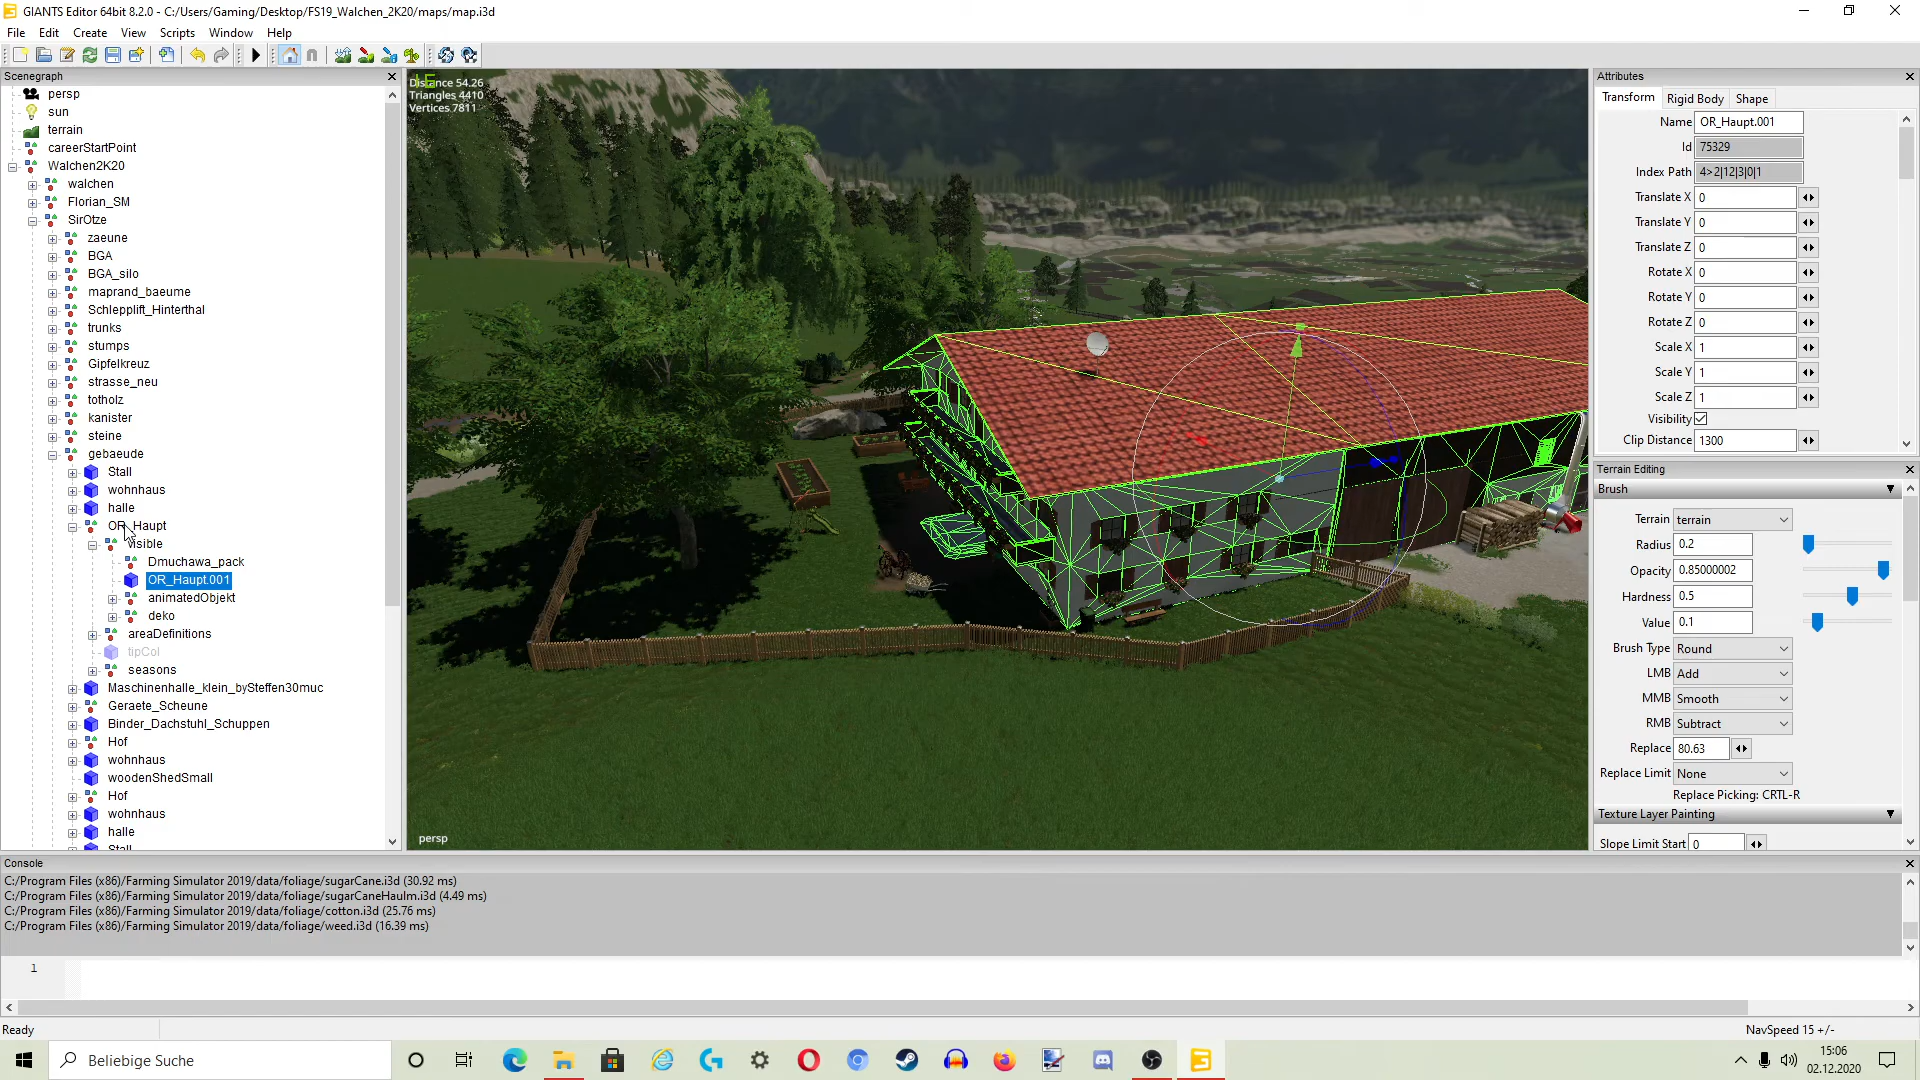 GIANTS Editor 64bit 8.2.0 - C:/Users/Gaming/Desktop/FS19_Walchen_2K20/maps/map.i3d
File Edit Create View Scripts Window Help
Scenegraph
persp
sun
terrain
careerStartPoint
Walchen2K20
walchen
Florian_SM
SirOtze
zaeune
BGA
BGA_silo
maprand_baeume
Schlepplift_Hinterthal
trunks
stumps
Gipfelkreuz
strasse_neu
totholz
kanister
steine
gebaeude
Stall
wohnhaus
halle
OR_Haupt
visible
Dmuchawa_pack
OR_Haupt.001
animatedObjekt
deko
areaDefinitions
tipCol
seasons
Maschinenhalle_klein_bySteffen30muc
Geraete_Scheune
Binder_Dachstuhl_Schuppen
Hof
wohnhaus
woodenShedSmall
Hof
wohnhaus
halle
Stall
Distance 54.26
Triangles 4410
Vertices 7811
persp
Attributes
Transform Rigid Body Shape
Name OR_Haupt.001
Id 75329
Index Path 4>2|12|3|0|1
Translate X 0
Translate Y 0
Translate Z 0
Rotate X 0
Rotate Y 0
Rotate Z 0
Scale X 1
Scale Y 1
Scale Z 1
Visibility
Clip Distance 1300
Terrain Editing
Brush
Terrain terrain
Radius 0.2
Opacity 0.85000002
Hardness 0.5
Value 0.1
Brush Type Round
LMB Add
MMB Smooth
RMB Subtract
Replace 80.63
Replace Limit None
Replace Picking: CRTL-R
Texture Layer Painting
Slope Limit Start 0
Console
C:/Program Files (x86)/Farming Simulator 2019/data/foliage/sugarCane.i3d (30.92 ms)
C:/Program Files (x86)/Farming Simulator 2019/data/foliage/sugarCaneHaulm.i3d (4.49 ms)
C:/Program Files (x86)/Farming Simulator 2019/data/foliage/cotton.i3d (25.76 ms)
C:/Program Files (x86)/Farming Simulator 2019/data/foliage/weed.i3d (16.39 ms)
1
Ready
NavSpeed 15 +/-
Beliebige Suche
15:06
02.12.2020